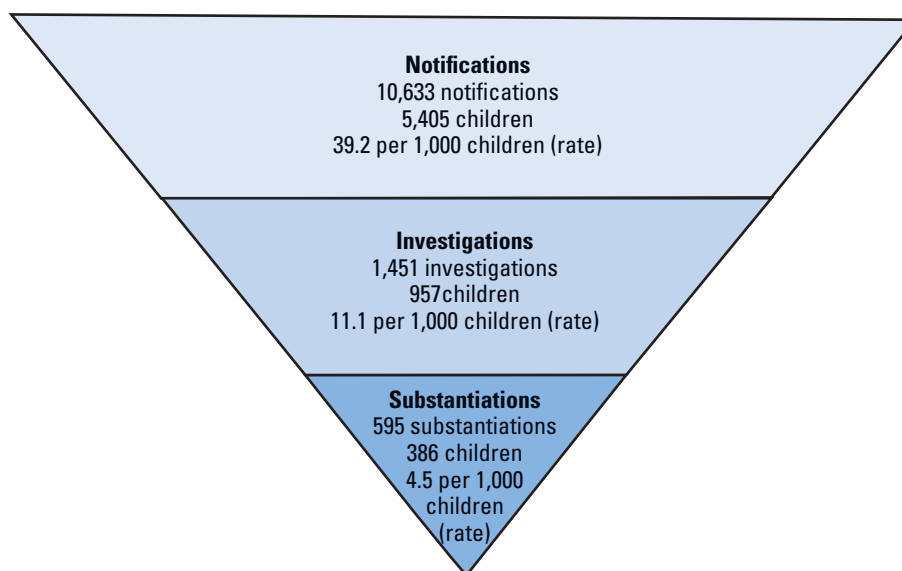 Notifications
10,633 notifications
5,405 children
39.2 per 1,000 children (rate)
Investigations
1,451 investigations
957children
11.1 per 1,000 children (rate)
Substantiations
595 substantiations
386 children
4.5 per 1,000
children
(rate)